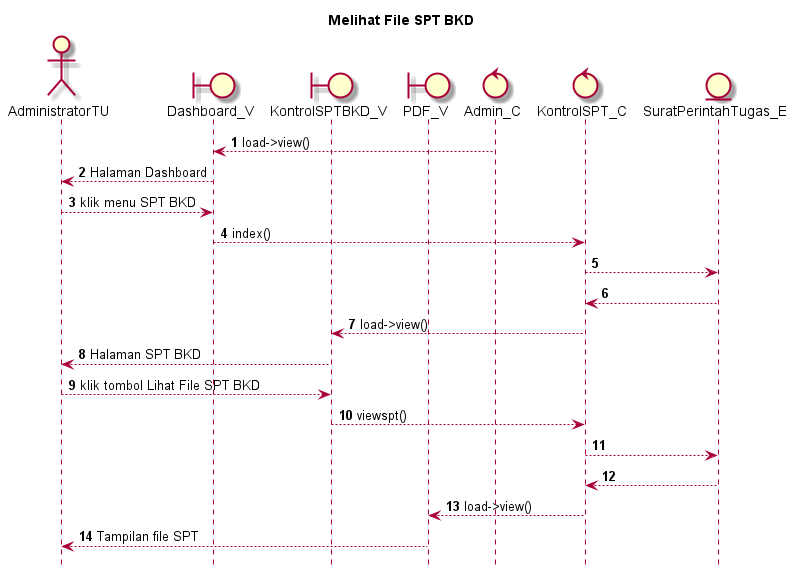 Melihat File SPT BKD
AdministratorTU
Dashboard_V
KontrolSPTBKD_V
PDF_V
Admin_C
KontrolSPT_C
SuratPerintahTugas_E
1 load->view()
2 Halaman Dashboard
3 klik menu SPT BKD
4 index()
5
6
7 load->view()
8 Halaman SPT BKD
9 klik tombol Lihat File SPT BKD
10 viewspt()
11
12
13 load->view()
14 Tampilan file SPT